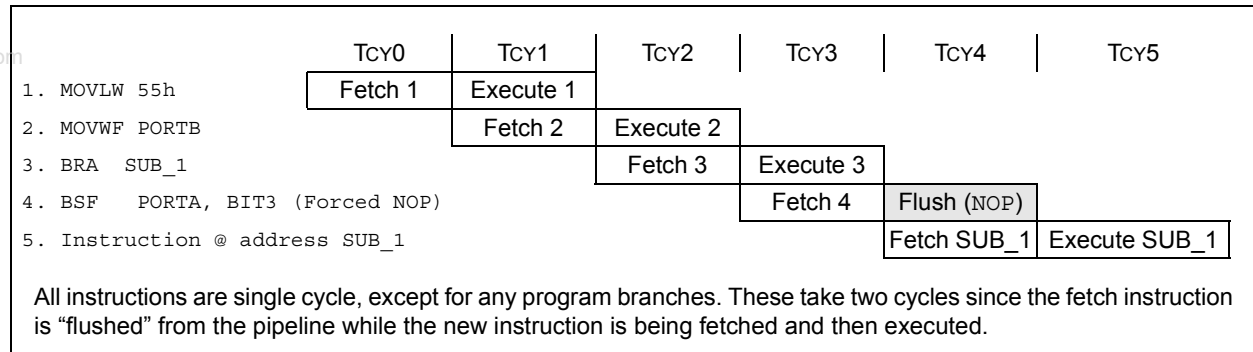 TCY0 TCY1 TCY2 TCY3 TCY4 TCY5
om
1. MOVLW 55h Fetch 1 Execute 1
2. MOVWF PORTB Fetch 2 Execute 2
3. BRA SUB_1 Fetch 3 Execute 3
4. BSF PORTA, BIT3 (Forced NOP) Fetch 4 Flush (NOP)
5. Instruction @ address SUB_1 Fetch SUB_1 Execute SUB_1
All instructions are single cycle, except for any program branches. These take two cycles since the fetch instruction
is “flushed” from the pipeline while the new instruction is being fetched and then executed.